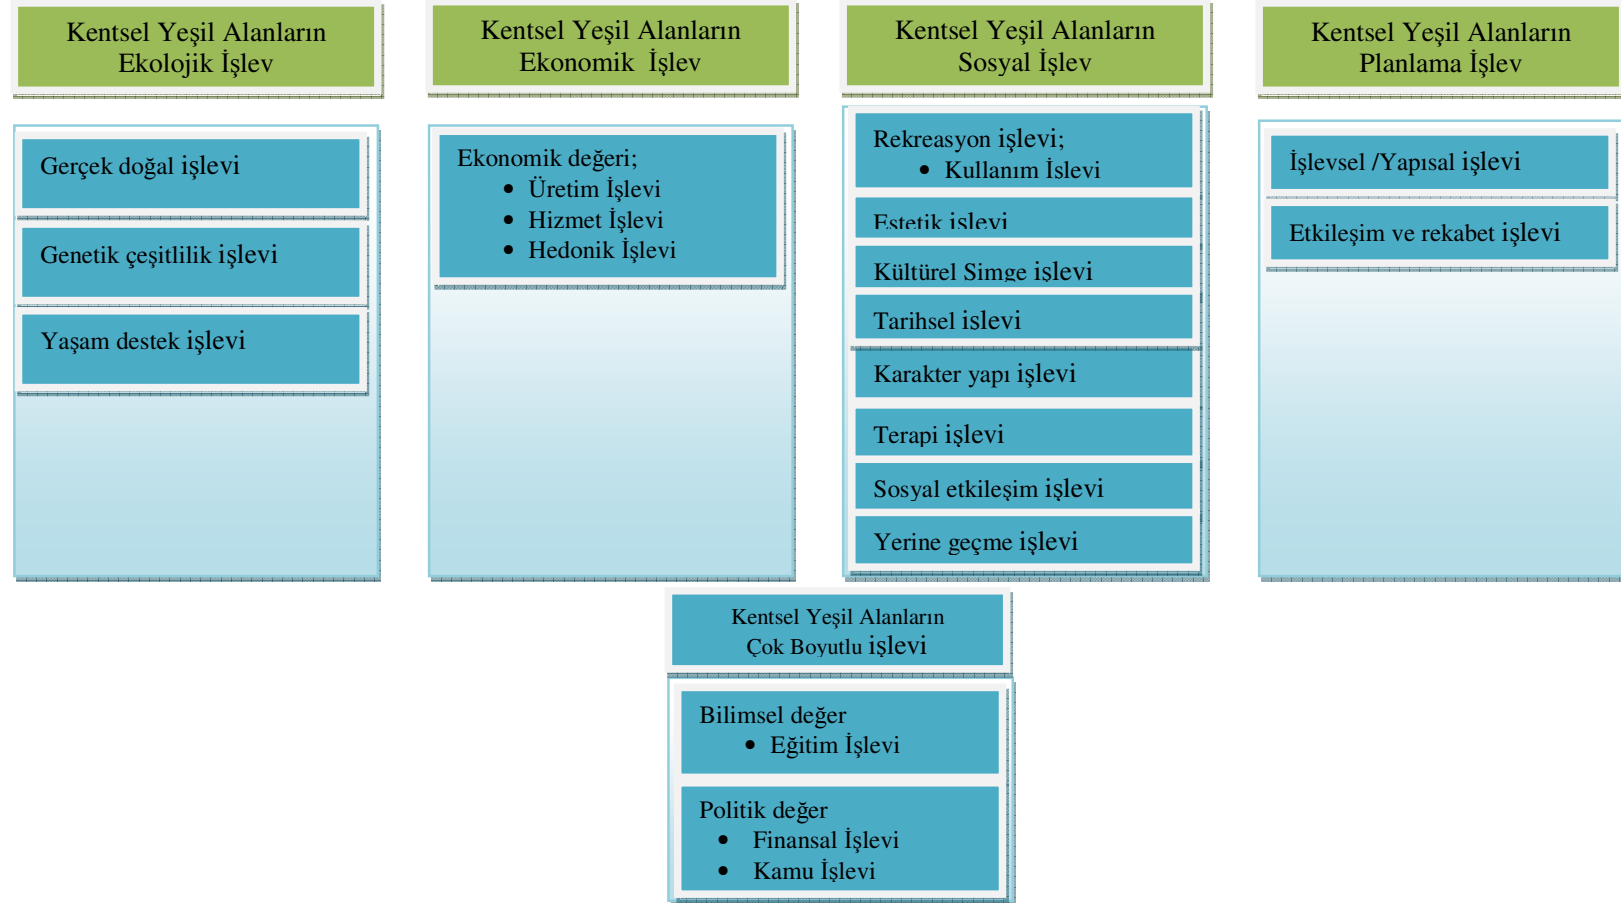 Kentsel Yeşil Alanların
Ekolojik İşlev
Gerçek doğal işlevi
Genetik çeşitlilik işlevi
Yaşam destek işlevi
Kentsel Yeşil Alanların
Ekonomik İşlev
Ekonomik değeri;
• Üretim İşlevi
• Hizmet İşlevi
• Hedonik İşlevi
Kentsel Yeşil Alanların
Sosyal İşlev
Rekreasyon işlevi;
• Kullanım İslevi
Estetik işlevi
Kültürel Simge işlevi
Tarihsel islevi
Karakter yapı işlevi
Terapi işlevi
Sosyal etkileşim işlevi
Yerine geçme işlevi
Kentsel Yeşil Alanların
Planlama İşlev
İşlevsel /Yapısal işlevi
Etkileşim ve rekabet işlevi
Kentsel Yeşil Alanların
Çok Boyutlu işlevi
Bilimsel değer
• Eğitim İşlevi
Politik değer
• Finansal İşlevi
• Kamu İşlevi